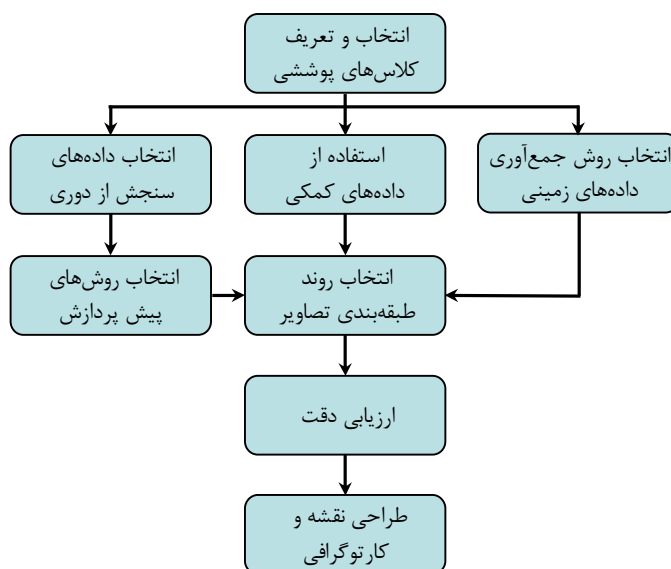 انتخاب و تعریف
کلاس‌های پوششی
انتخاب روش جمع‌آوری
داده‌های زمینی
استفاده از
داده‌های کمکی
انتخاب داده‌های
سنجش از دوری
انتخاب روش‌های
پیش پردازش
انتخاب روند
طبقه‌بندی تصاویر
ارزیابی دقت
طراحی نقشه و
کارتوگرافی